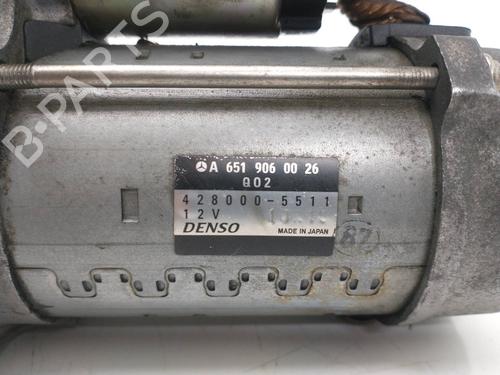 A 651 906 00 26
Q02
428000-5511
12V
DENSO MADE IN JAPAN
87
B-PARTS